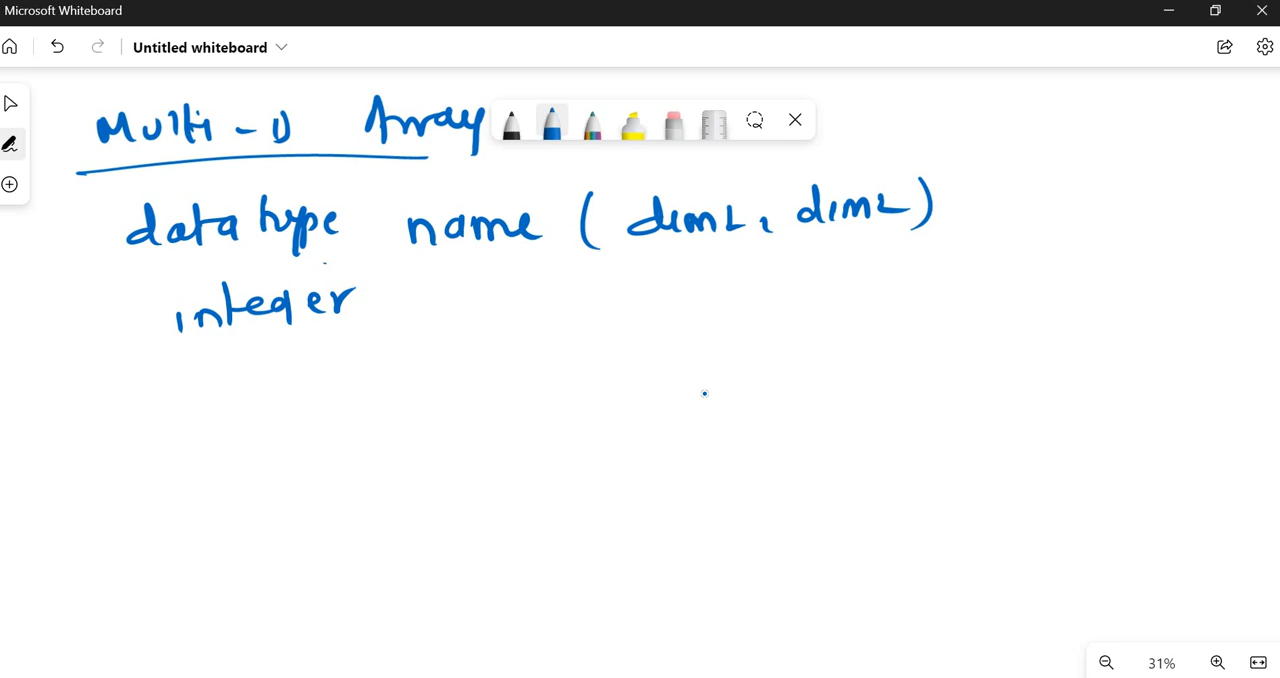 Microsoft Whiteboard
Untitled whiteboard
Multi-D Array
datatype name ( dim1, dim2 )
integer
31%